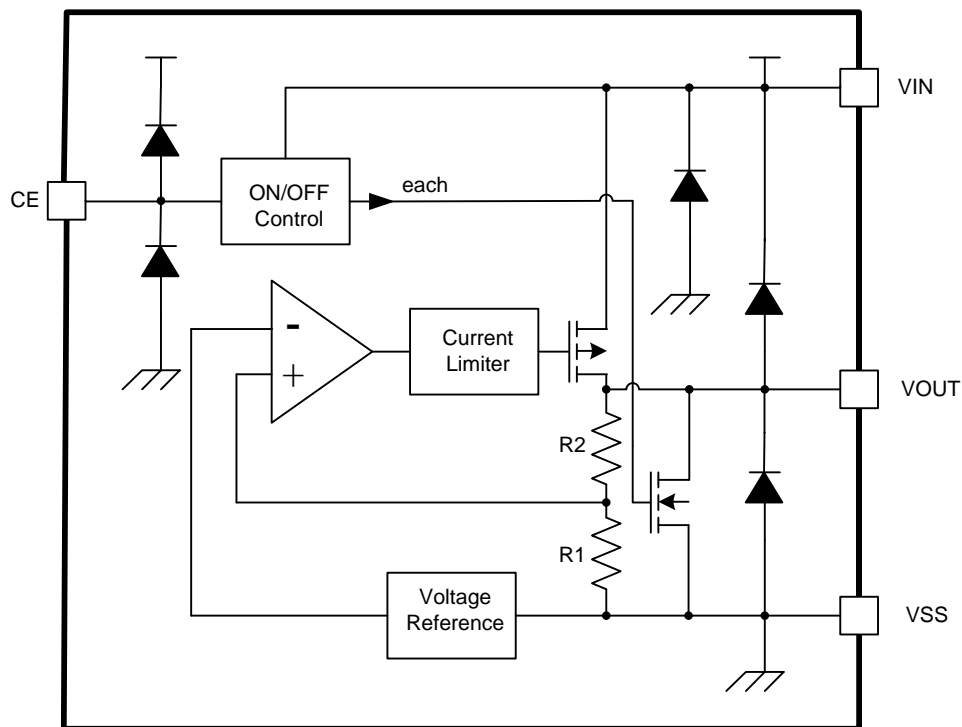 VIN
CE
ON/OFF
Control
each
-
+
Current
Limiter
VOUT
R2
R1
Voltage
Reference
VSS